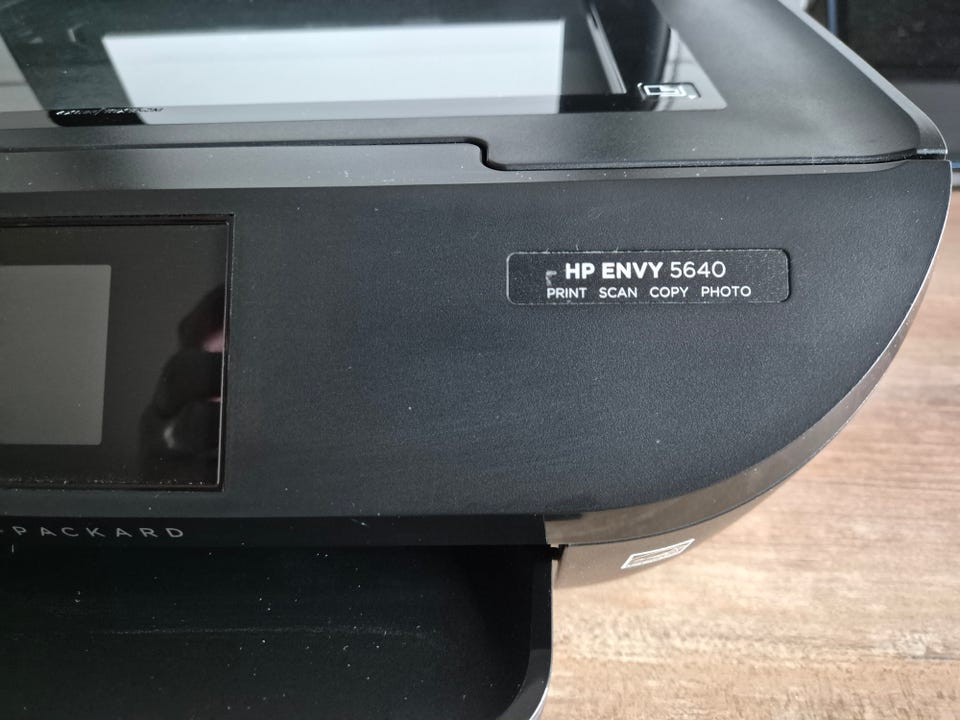 HP ENVY 5640
PRINT SCAN COPY PHOTO
-PACKARD